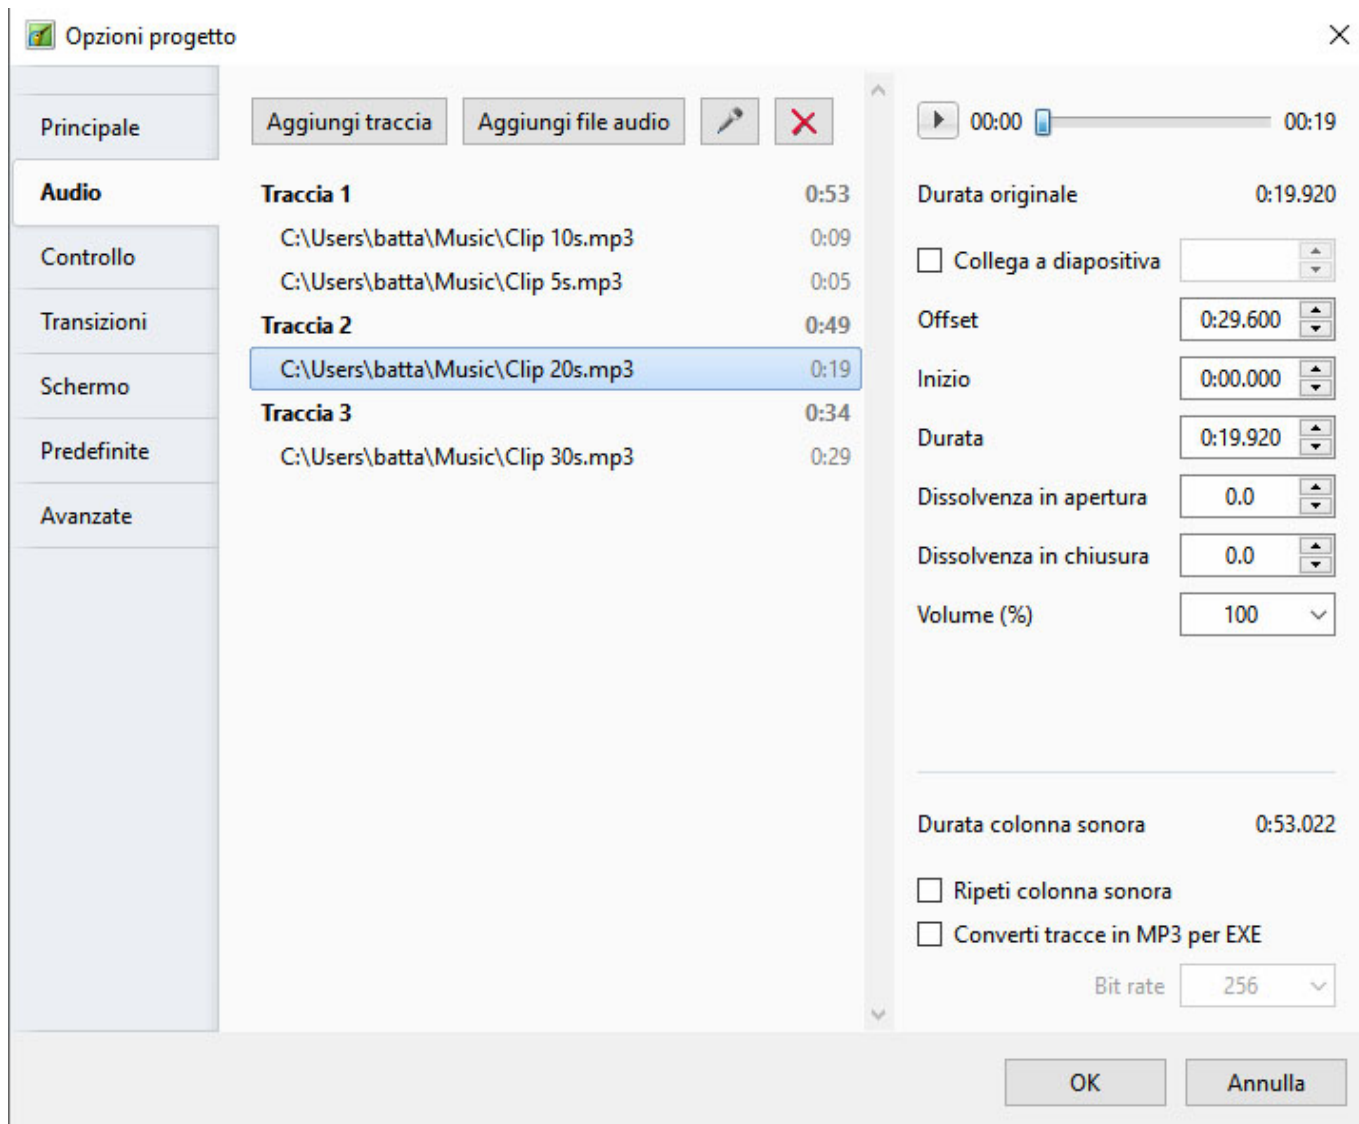 Opzioni progetto
Principale
Audio
Controllo
Transizioni
Schermo
Predefinite
Avanzate
Aggiungi traccia Aggiungi file audio
Traccia 1 0:53
C:\Users\batta\Music\Clip 10s.mp3 0:09
C:\Users\batta\Music\Clip 5s.mp3 0:05
Traccia 2 0:49
C:\Users\batta\Music\Clip 20s.mp3 0:19
Traccia 3 0:34
C:\Users\batta\Music\Clip 30s.mp3 0:29
00:00 00:19
Durata originale 0:19.920
Collega a diapositiva
Offset 0:29.600
Inizio 0:00.000
Durata 0:19.920
Dissolvenza in apertura 0.0
Dissolvenza in chiusura 0.0
Volume (%) 100
Durata colonna sonora 0:53.022
Ripeti colonna sonora
Converti tracce in MP3 per EXE
Bit rate 256
OK Annulla